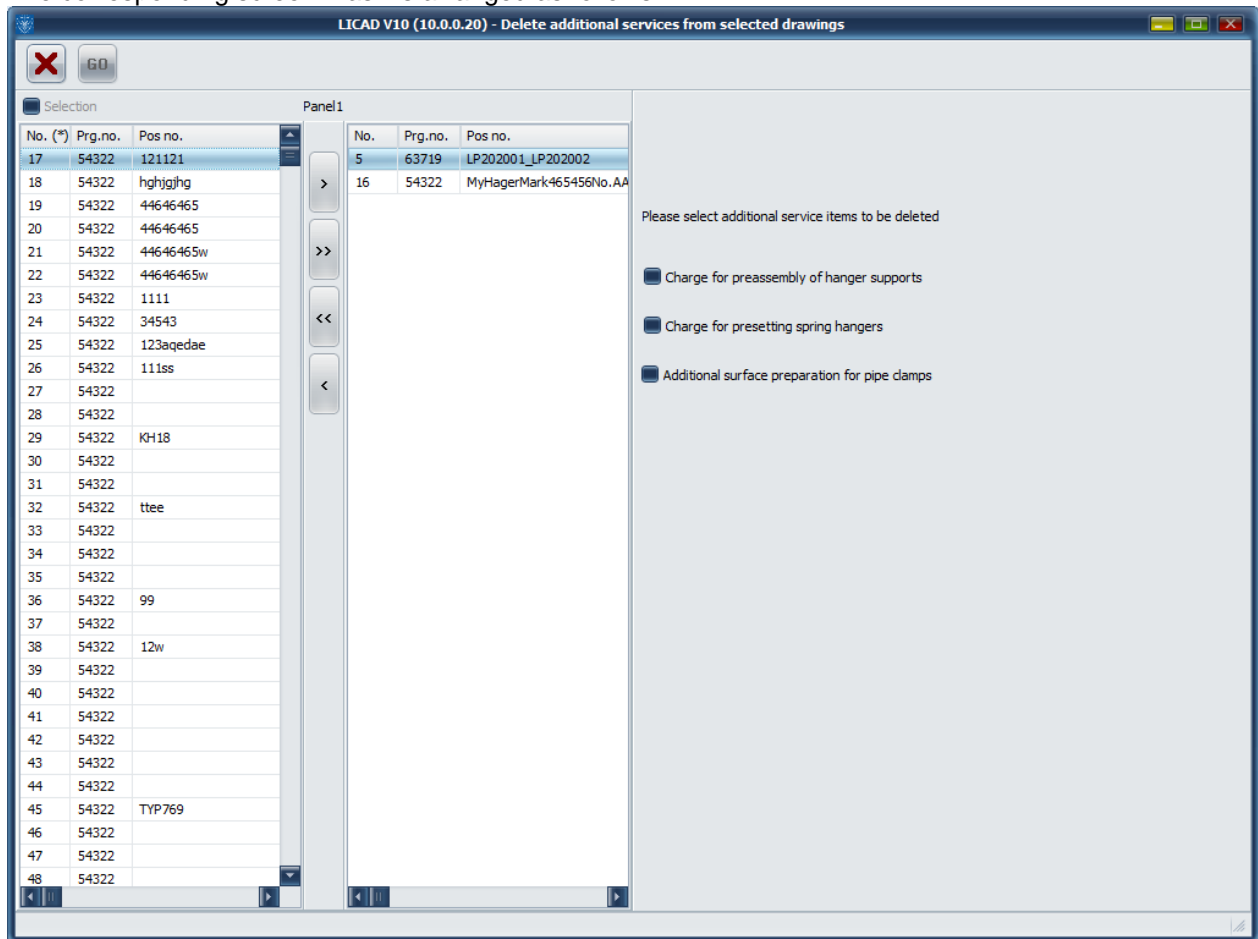 LICAD V10 (10.0.0.20) - Delete additional services from selected drawings
GO
Selection
Panel1
No. (*) Prg.no. Pos no.
17 54322 121121
18 54322 hghjgjhg
19 54322 44646465
20 54322 44646465
21 54322 44646465w
22 54322 44646465w
23 54322 1111
24 54322 34543
25 54322 123aqedae
26 54322 111ss
27 54322
28 54322
29 54322 KH18
30 54322
31 54322
32 54322 ttee
33 54322
34 54322
35 54322
36 54322 99
37 54322
38 54322 12w
39 54322
40 54322
41 54322
42 54322
43 54322
44 54322
45 54322 TYP769
46 54322
47 54322
48 54322
>
>>
<<
<
No. Prg.no. Pos no.
5 63719 LP202001_LP202002
16 54322 MyHagerMark465456No.AA
Please select additional service items to be deleted
Charge for preassembly of hanger supports
Charge for presetting spring hangers
Additional surface preparation for pipe clamps